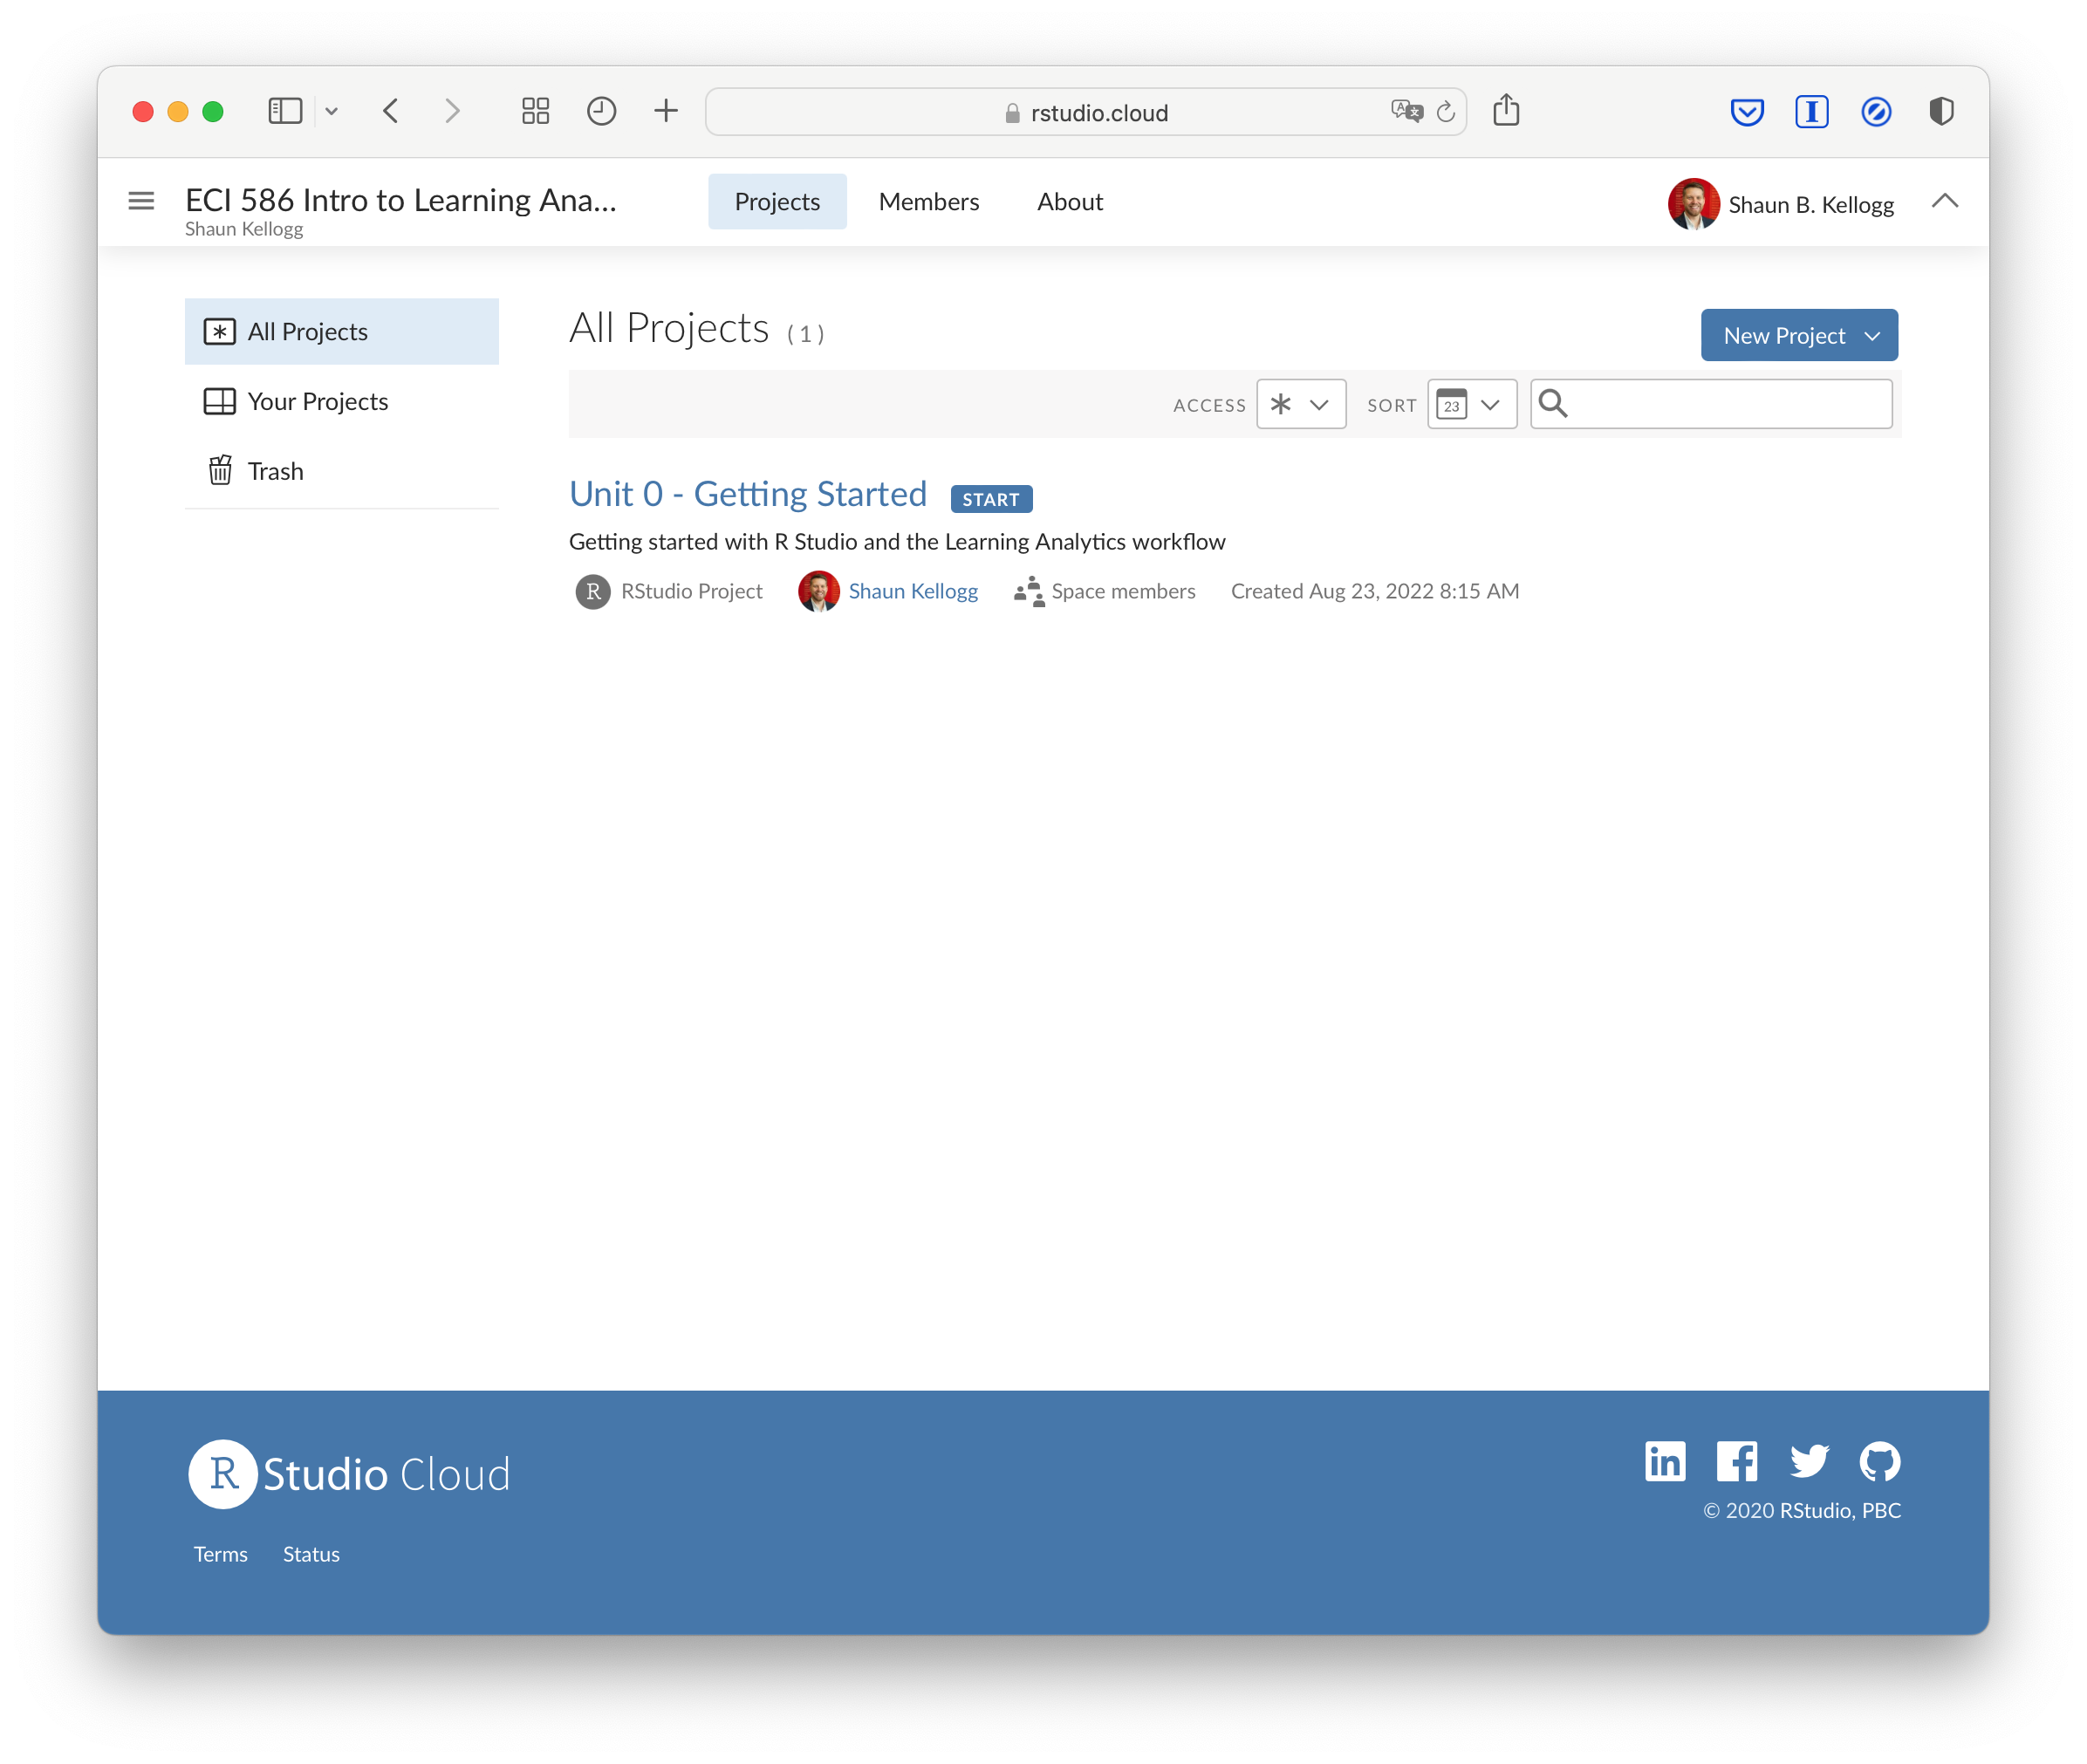 rstudio.cloud
ECI 586 Intro to Learning Ana...
Shaun Kellogg
Projects
Members
About
Shaun B. Kellogg
All Projects
Your Projects
Trash
All Projects (1)
New Project
ACCESS
SORT
23
Unit 0 - Getting Started START
Getting started with R Studio and the Learning Analytics workflow
R RStudio Project Shaun Kellogg Space members Created Aug 23, 2022 8:15 AM
R Studio Cloud
© 2020 RStudio, PBC
Terms Status